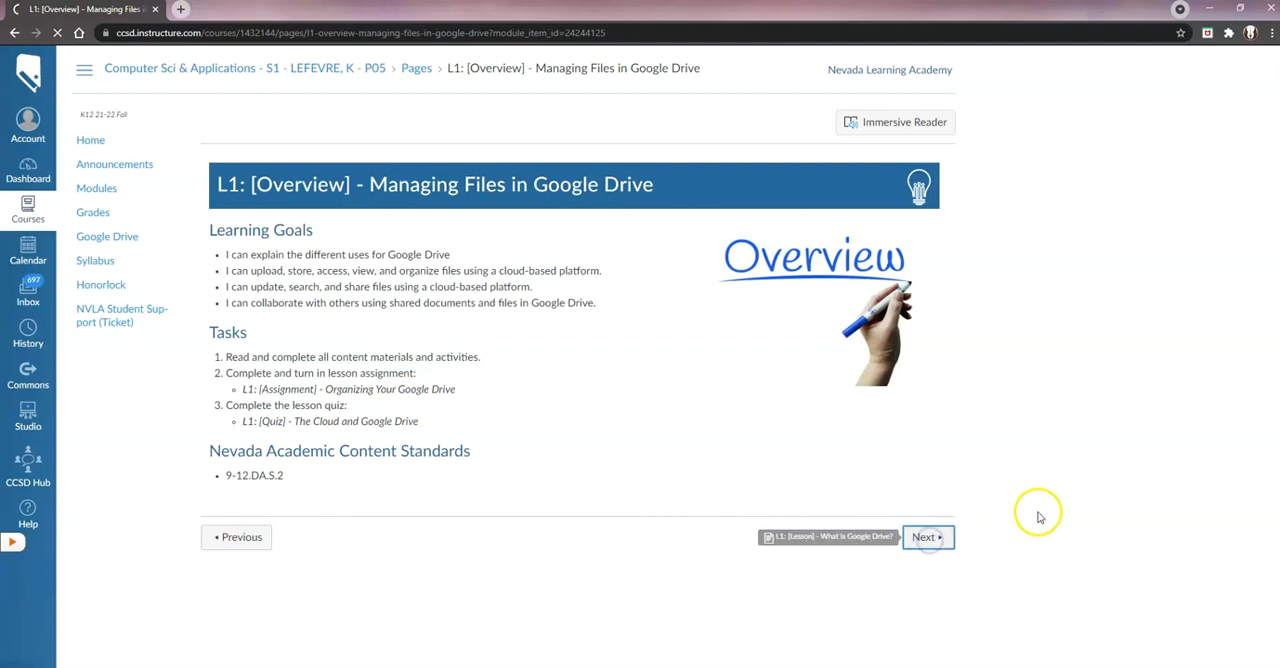 L1: [Overview] - Managing Files in
ccsd.instructure.com/courses/1432144/pages/l1-overview-managing-files-in-google-drive?module_item_id=24244125
Computer Sci & Applications - S1 - LEFEVRE, K - P05 › Pages › L1: [Overview] - Managing Files in Google Drive
Nevada Learning Academy
K12 21-22 Fall
Immersive Reader
Account
Dashboard
Courses
Calendar
697
Inbox
History
Commons
Studio
CCSD Hub
Help
Home
Announcements
Modules
Grades
Google Drive
Syllabus
Honorlock
NVLA Student Sup-
port (Ticket)
L1: [Overview] - Managing Files in Google Drive
Learning Goals
• I can explain the different uses for Google Drive
• I can upload, store, access, view, and organize files using a cloud-based platform.
• I can update, search, and share files using a cloud-based platform.
• I can collaborate with others using shared documents and files in Google Drive.
Overview
Tasks
1. Read and complete all content materials and activities.
2. Complete and turn in lesson assignment:
L1: [Assignment] - Organizing Your Google Drive
3. Complete the lesson quiz:
L1: [Quiz] - The Cloud and Google Drive
Nevada Academic Content Standards
• 9-12.DA.S.2
Previous
L1: [Lesson] - What is Google Drive?
Next